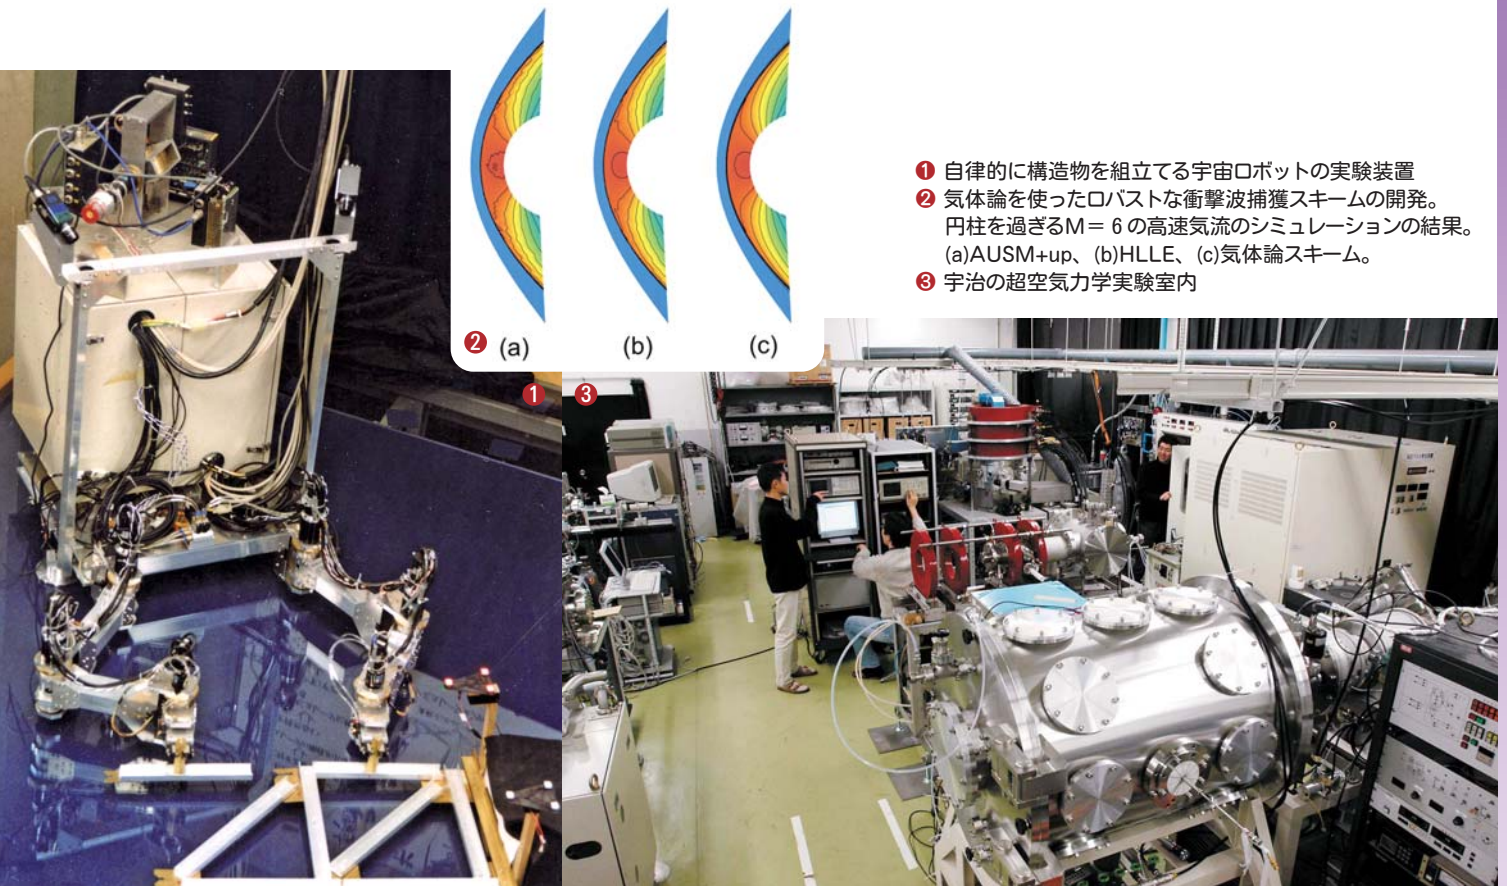 ❶ 自律的に構造物を組立てる宇宙ロボットの実験装置
❷ 気体論を使ったロバストな衝撃波捕獲スキームの開発。
円柱を過ぎるM＝６の高速気流のシミュレーションの結果。
(a)AUSM+up、(b)HLLE、(c)気体論スキーム。
❸ 宇治の超空気力学実験室内
❷ (a) (b) (c)
❶ ❸